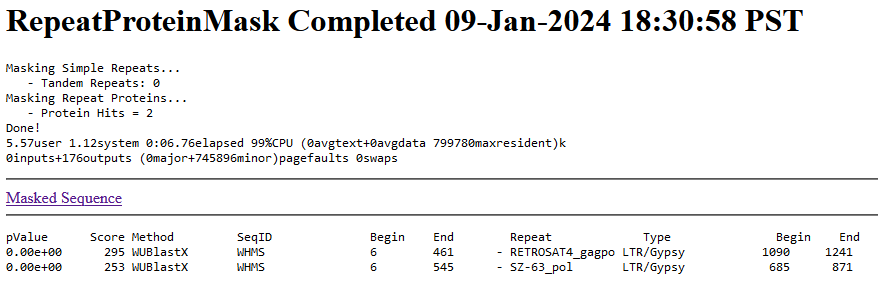 RepeatProteinMask Completed 09-Jan-2024 18:30:58 PST
Masking Simple Repeats...
   - Tandem Repeats: 0
Masking Repeat Proteins...
   - Protein Hits = 2
Done!
5.57user 1.12system 0:06.76elapsed 99%CPU (0avgtext+0avgdata 799780maxresident)k
0inputs+176outputs (0major+745896minor)pagefaults 0swaps
Masked Sequence
pValue      Score Method         SeqID              Begin    End        Repeat             Type               Begin    End
0.00e+00      295 WUBlastX       WHMS               6        461      - RETROSAT4_gagpo LTR/Gypsy           1090     1241
0.00e+00      253 WUBlastX       WHMS               6        545      - SZ-63_pol       LTR/Gypsy            685      871